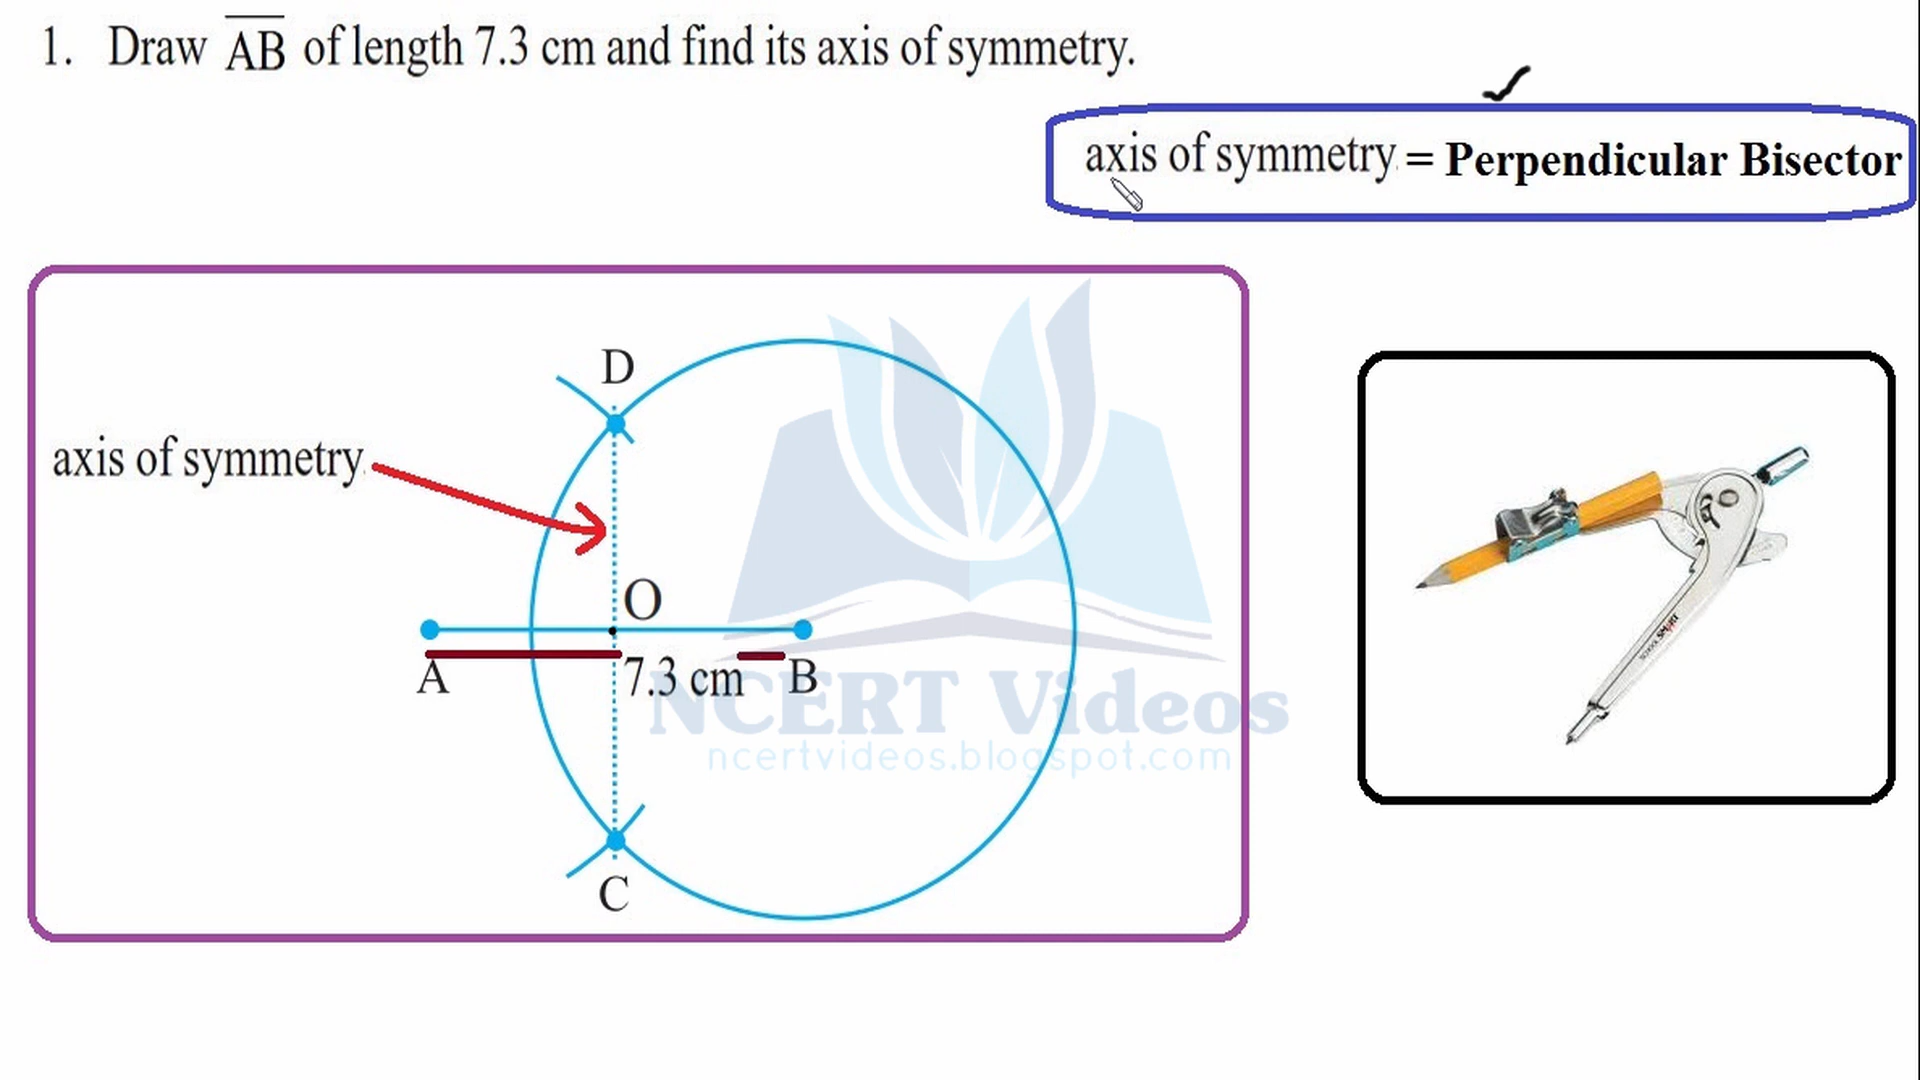 1. Draw AB of length 7.3 cm and find its axis of symmetry.
axis of symmetry = Perpendicular Bisector
D
axis of symmetry
O
A 7.3 cm B
NCERT Videos
ncertvideos.blogspot.com
C